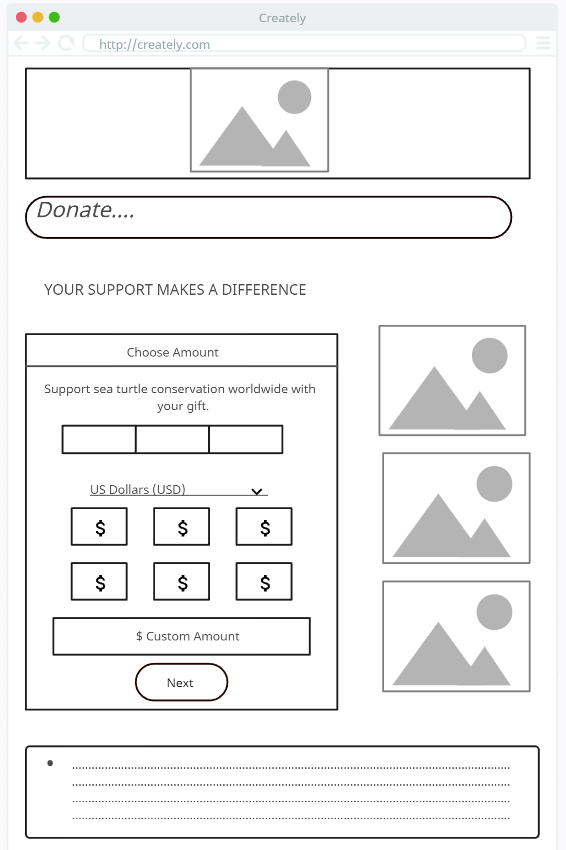 Creately
http://creately.com
Donate....
YOUR SUPPORT MAKES A DIFFERENCE
Choose Amount
Support sea turtle conservation worldwide with
your gift.
US Dollars (USD)
$ $ $
$ $ $
$ Custom Amount
Next